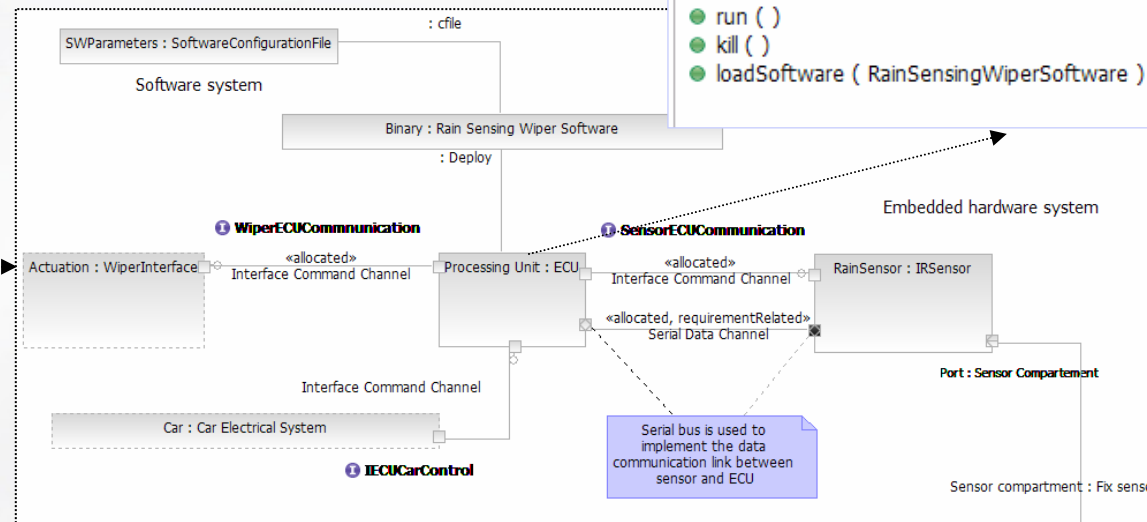 : cfile
run ( )
SWParameters : SoftwareConfigurationFile
kill ( )
loadSoftware ( RainSensingWiperSoftware )
Software system
Binary : Rain Sensing Wiper Software
: Deploy
Embedded hardware system
WiperECUCommnunication
SensorECUCommunication
«allocated»
Interface Command Channel
Actuation : WiperInterface
Processing Unit : ECU
«allocated»
Interface Command Channel
RainSensor : IRSensor
«allocated, requirementRelated»
Serial Data Channel
Port : Sensor Compartement
Interface Command Channel
Car : Car Electrical System
Serial bus is used to
implement the data
communication link between
sensor and ECU
IECUCarControl
Sensor compartment : Fix